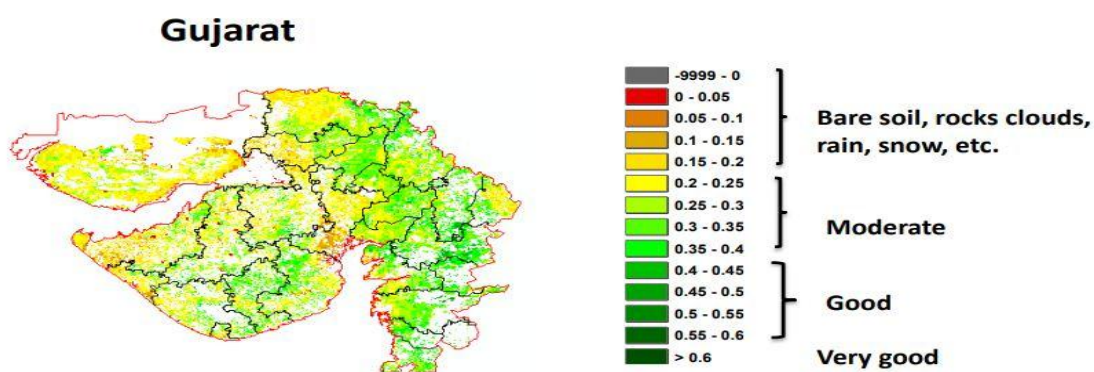 Gujarat
-9999 - 0
0 - 0.05
0.05 - 0.1
0.1 - 0.15
0.15 - 0.2
0.2 - 0.25
0.25 - 0.3
0.3 - 0.35
0.35 - 0.4
0.4 - 0.45
0.45 - 0.5
0.5 - 0.55
0.55 - 0.6
> 0.6
Bare soil, rocks clouds,
rain, snow, etc.
Moderate
Good
Very good